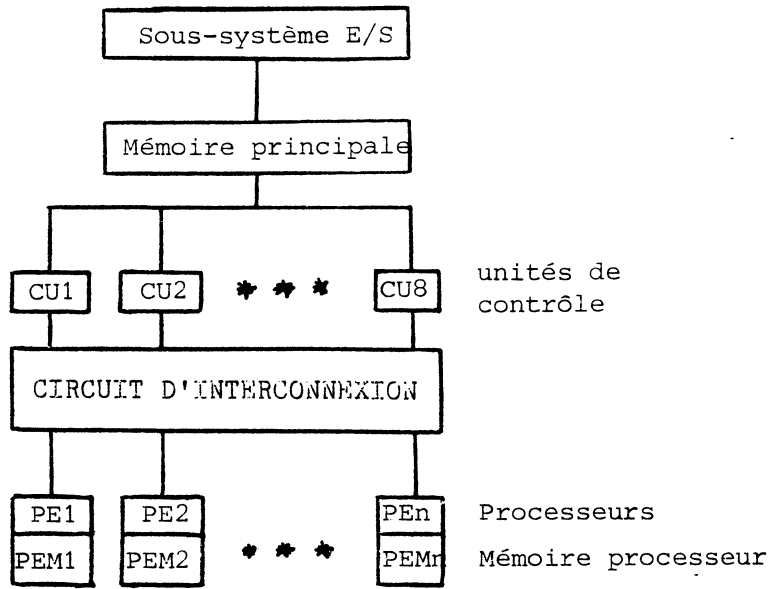 Sous-système E/S
Mémoire principale
CU1 CU2 * * * CU8
unités de
contrôle
CIRCUIT D'INTERCONNEXION
PE1 PE2 PEn Processeurs
PEM1 PEM2 * * * PEMn Mémoire processeur